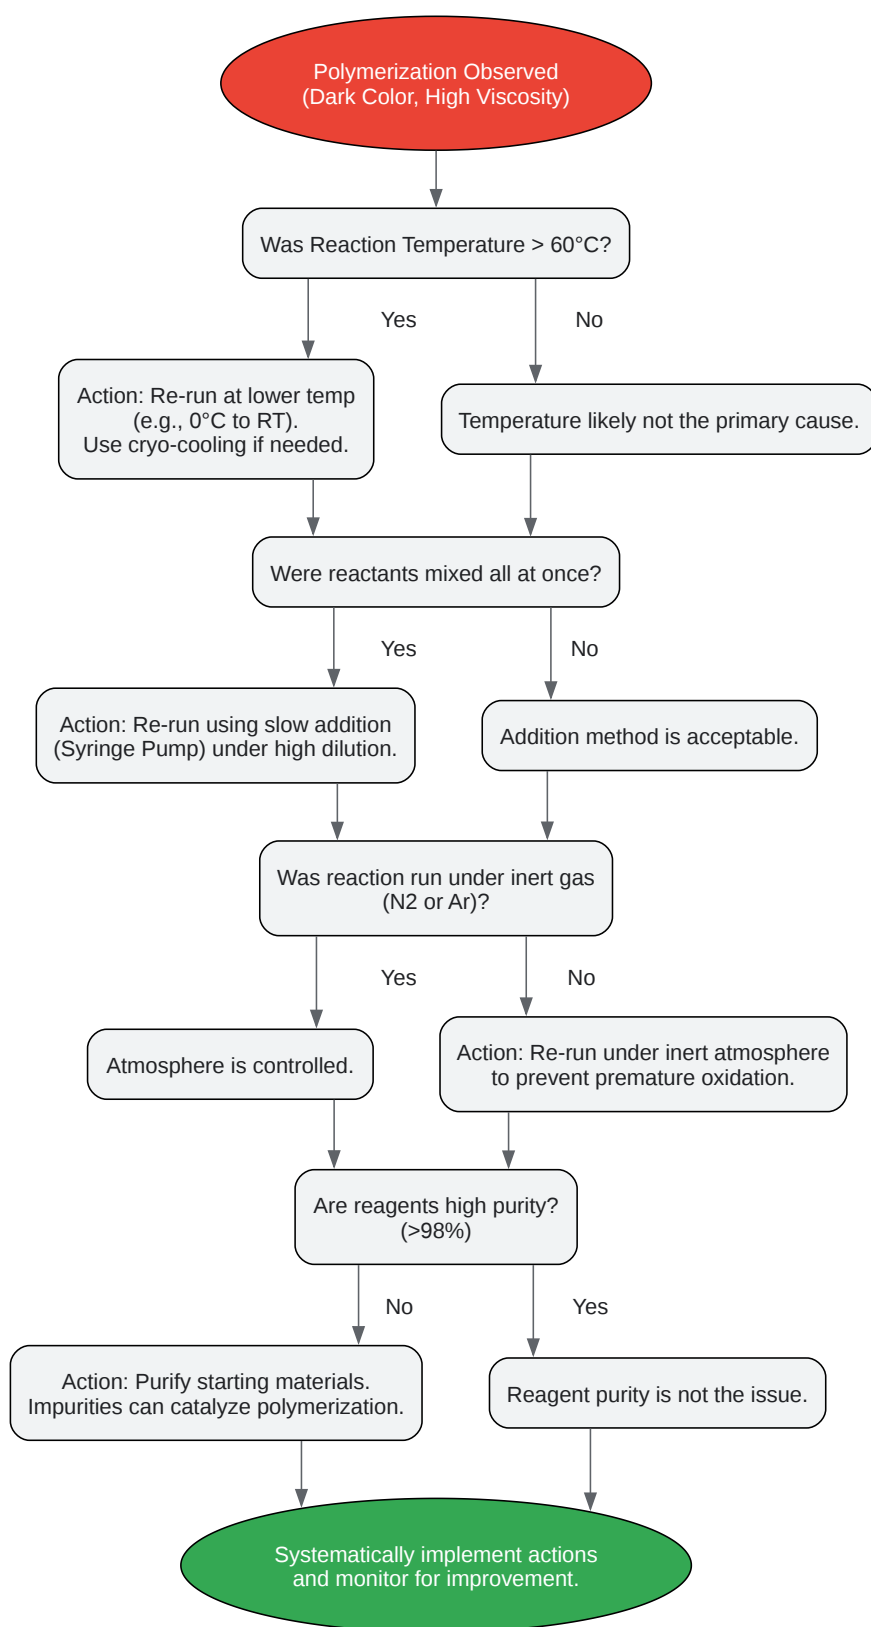 Polymerization Observed
(Dark Color, High Viscosity)
Was Reaction Temperature > 60°C?
Yes
No
Action: Re-run at lower temp
(e.g., 0°C to RT).
Use cryo-cooling if needed.
Temperature likely not the primary cause.
Were reactants mixed all at once?
Yes
No
Action: Re-run using slow addition
(Syringe Pump) under high dilution.
Addition method is acceptable.
Was reaction run under inert gas
(N2 or Ar)?
Yes
No
Atmosphere is controlled.
Action: Re-run under inert atmosphere
to prevent premature oxidation.
Are reagents high purity?
(>98%)
No
Yes
Action: Purify starting materials.
Impurities can catalyze polymerization.
Reagent purity is not the issue.
Systematically implement actions
and monitor for improvement.